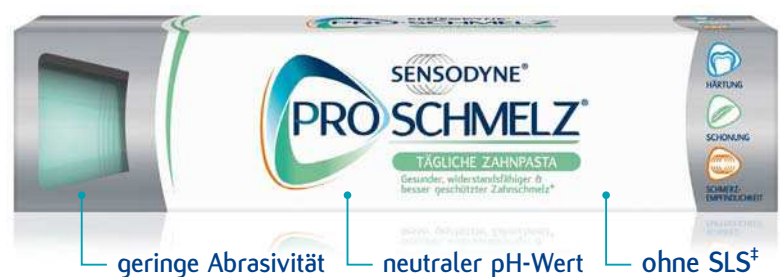 PRO-SCHMELZ
SENSODYNE®
PROSCHMELZ®
TÄGLICHE ZAHNPASTA
Gesunder, widerstandsfähiger &
besser geschützter Zahnschmelz*
HÄRTUNG
SCHONUNG
SCHMERZ-
EMPFINDLICHKEIT
geringe Abrasivität
neutraler pH-Wert
ohne SLS‡